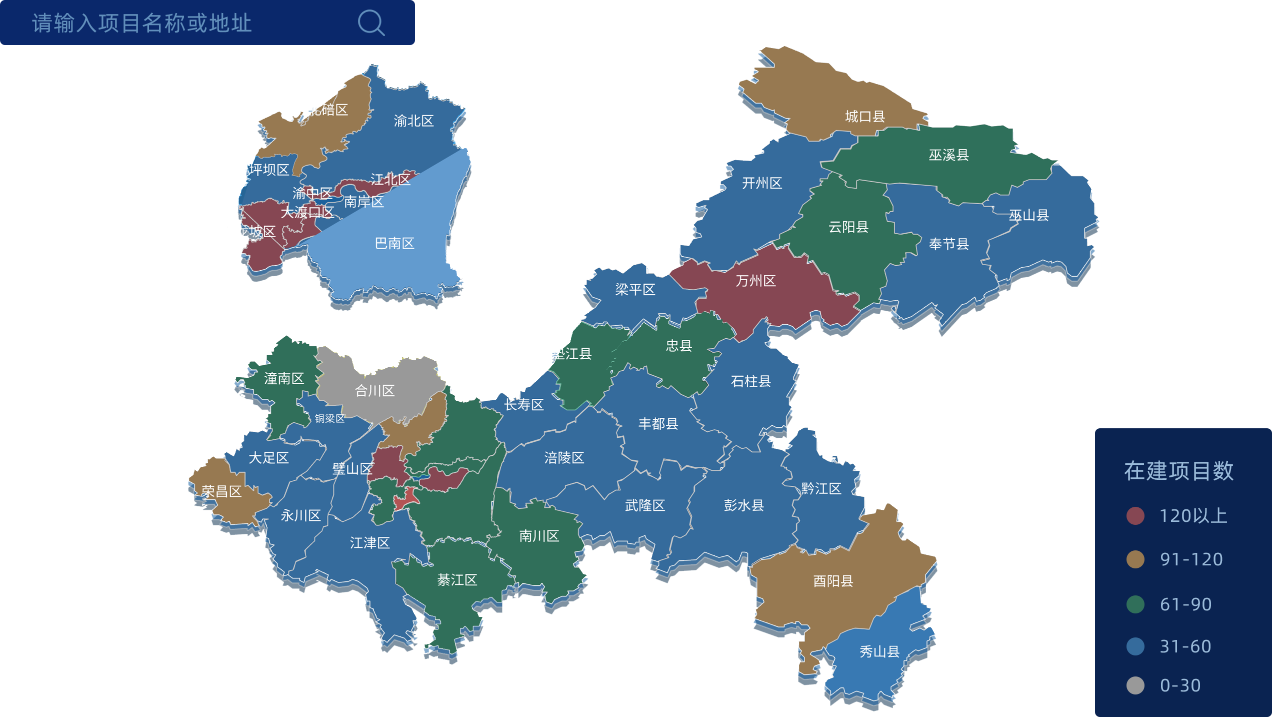 请输入项目名称或地址
城口县
北碚区
渝北区
巫溪县
坪坝区
江北区
开州区
渝中区
南岸区
大渡口区
巫山县
云阳县
坡区
巴南区
奉节县
万州区
梁平区
忠县
垫江县
潼南区
石柱县
合川区
长寿区
铜梁区
丰都县
大足区
涪陵区
璧山区
在建项目数
荣昌区
黔江区
武隆区
彭水县
永川区
120以上
南川区
江津区
91-120
綦江区
酉阳县
61-90
31-60
秀山县
0-30